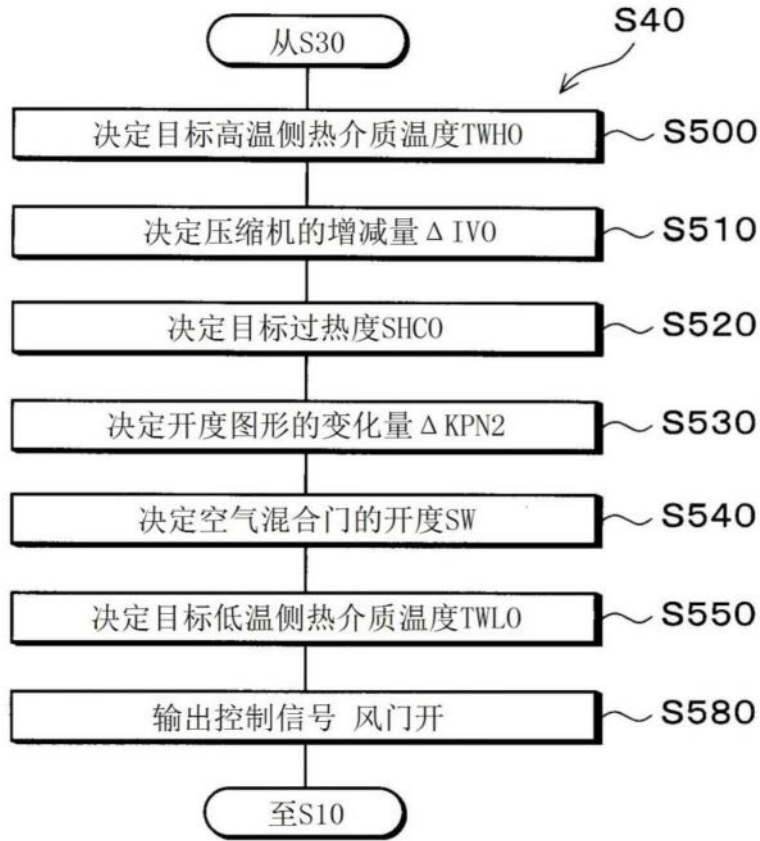 从S30
S40
决定目标高温侧热介质温度TWHO
S500
决定压缩机的增减量ΔIVO
S510
决定目标过热度SHCO
S520
决定开度图形的变化量ΔKPN2
S530
决定空气混合门的开度SW
S540
决定目标低温侧热介质温度TWLO
S550
输出控制信号 风门开
S580
至S10